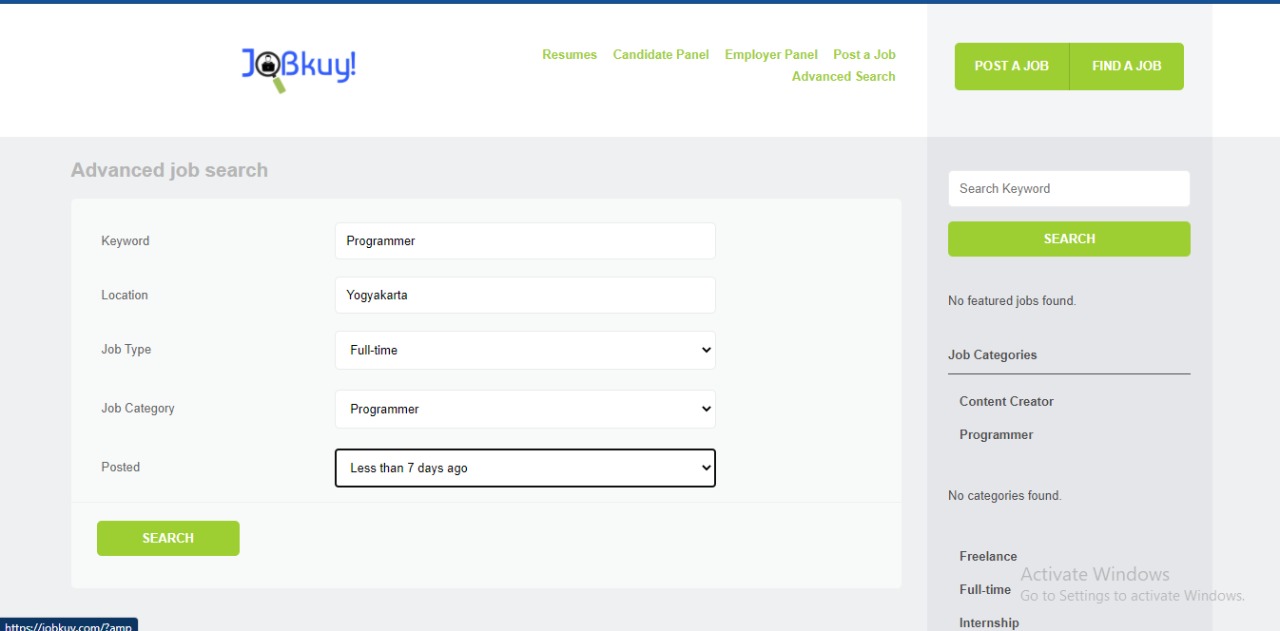 JOBkuy!
Resumes Candidate Panel Employer Panel Post a Job
Advanced Search
POST A JOB FIND A JOB
Advanced job search
Keyword Programmer
Location Yogyakarta
Job Type Full-time
Job Category Programmer
Posted Less than 7 days ago
SEARCH
Search Keyword
SEARCH
No featured jobs found.
Job Categories
Content Creator
Programmer
No categories found.
Freelance
Full-time
Internship
Activate Windows
Go to Settings to activate Windows.
https://jobkuy.com/?amp